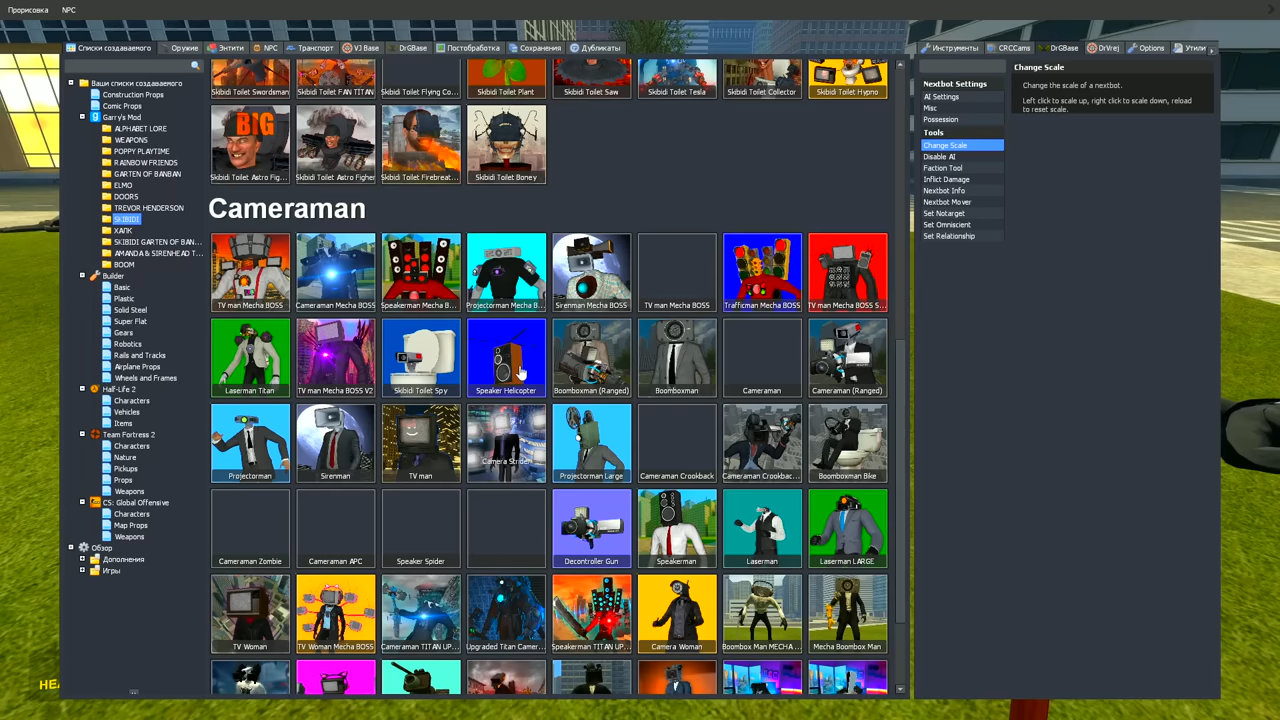 Прорисовка NPC
Списки создаваемого Оружие Энтити NPC Транспорт VJ Base DrGBase Постобработка Сохранения Дубликаты
Инструменты CRCCams DrGBase DrVrej Options Утили
Ваши списки создаваемого
Construction Props
Comic Props
Garry's Mod
ALPHABET LORE
WEAPONS
POPPY PLAYTIME
RAINBOW FRIENDS
GARTEN OF BANBAN
ELMO
DOORS
TREVOR HENDERSON
SKIBIDI
ХАЛК
SKIBIDI GARTEN OF BAN...
AMANDA & SIRENHEAD T...
BOOM
Builder
Basic
Plastic
Solid Steel
Super Flat
Gears
Robotics
Rails and Tracks
Airplane Props
Wheels and Frames
Half-Life 2
Characters
Vehicles
Items
Team Fortress 2
Characters
Nature
Pickups
Props
Weapons
CS: Global Offensive
Characters
Map Props
Weapons
Обзор
Дополнения
Игры
Skibidi Toilet Swordsman Skibidi Toilet FAN TITAN Skibidi Toilet Flying Co... Skibidi Toilet Plant Skibidi Toilet Saw Skibidi Toilet Tesla Skibidi Toilet Collector Skibidi Toilet Hypno
BIG
Skibidi Toilet Astro Fig... Skibidi Toilet Astro Figher Skibidi Toilet Firebreat... Skibidi Toilet Boney
Cameraman
TV man Mecha BOSS Cameraman Mecha BOSS Speakerman Mecha B... Projectorman Mecha B... Sirenman Mecha BOSS TV man Mecha BOSS Trafficman Mecha BOSS TV man Mecha BOSS S...
Laserman Titan TV man Mecha BOSS V2 Skibidi Toilet Spy Speaker Helicopter Boomboxman (Ranged) Boomboxman Cameraman Cameraman (Ranged)
Projectorman Sirenman TV man Camera Strider Projectorman Large Cameraman Crookback Cameraman Crookbac... Boomboxman Bike
Cameraman Zombie Cameraman APC Speaker Spider Decontroller Gun Speakerman Laserman Laserman LARGE
TV Woman TV Woman Mecha BOSS Cameraman TITAN UP... Upgraded Titan Camer... Speakerman TITAN UP... Camera Woman Boombox Man MECHA ... Mecha Boombox Man
Nextbot Settings
AI Settings
Misc
Possession
Tools
Change Scale
Disable AI
Faction Tool
Inflict Damage
Nextbot Info
Nextbot Mover
Set Notarget
Set Omniscient
Set Relationship
Change Scale
Change the scale of a nextbot.
Left click to scale up, right click to scale down, reload
to reset scale.